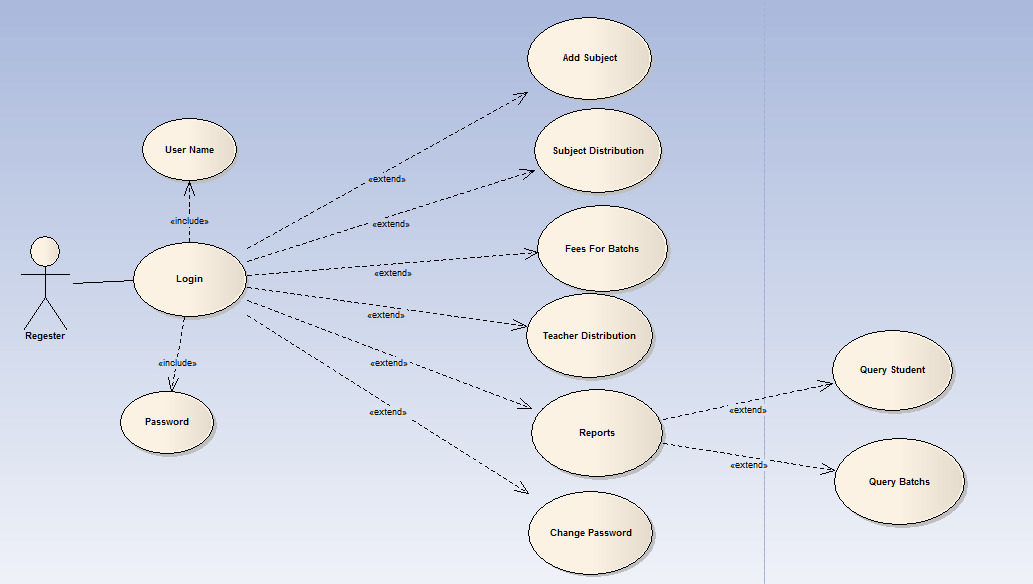 Add Subject
User Name
Subject Distribution
«extend»
«include»
«extend»
Fees For Batchs
«extend»
Login
«extend»
Regester
Teacher Distribution
«include»
«extend»
Query Student
«extend»
«extend»
Password
Reports
«extend»
Query Batchs
Change Password